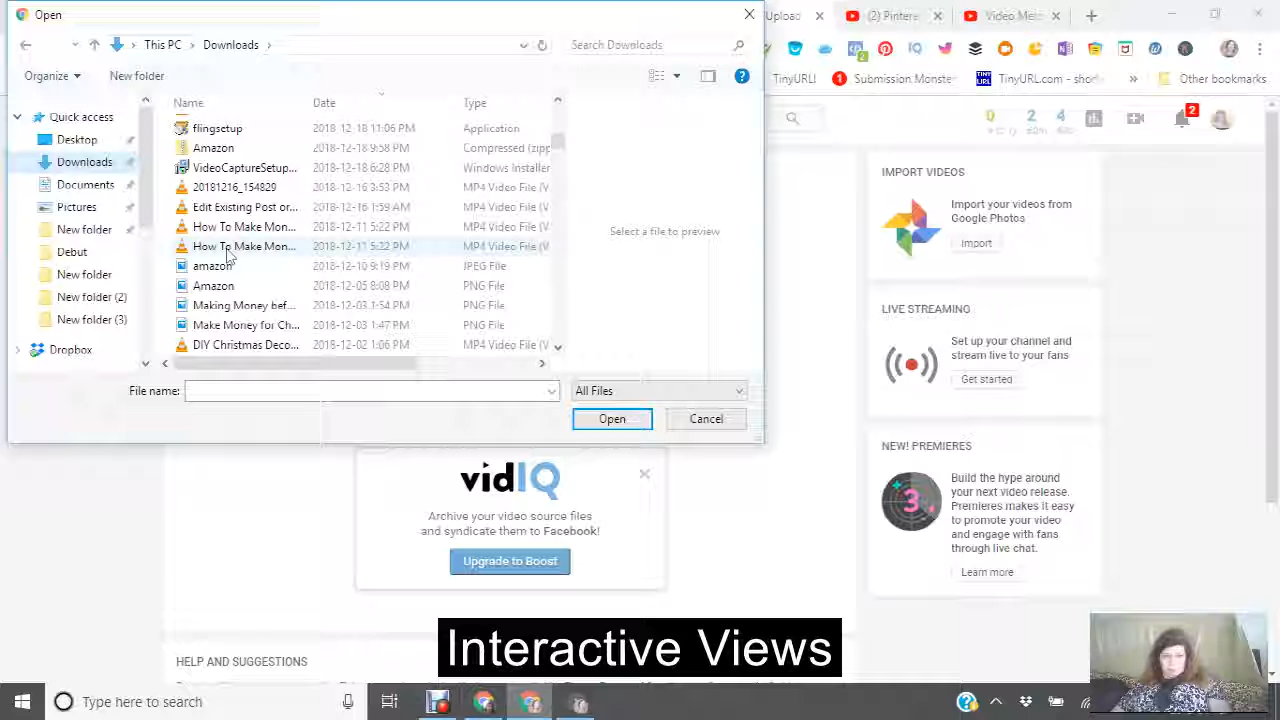 Open
Upload
(2) Pintere
Video Me
This PC
Downloads
Search Downloads
Organize
New folder
TinyURL!
Submission Monster
TinyURL.com - sho
Other bookmarks
Name
Date
Type
Quick access
Desktop
Downloads
Documents
Pictures
New folder
Debut
New folder
New folder (2)
New folder (3)
Dropbox
flingsetup 2018-12-18 11:06 PM Application
Amazon 2018-12-18 9:58 PM Compressed (zipp
VideoCaptureSetup... 2018-12-18 6:28 PM Windows Installer
20181216_154829 2018-12-16 3:53 PM MP4 Video File (V
Edit Existing Post or... 2018-12-16 1:59 AM MP4 Video File (V
How To Make Mon... 2018-12-11 5:22 PM MP4 Video File (V
How To Make Mon... 2018-12-11 5:22 PM MP4 Video File (V
amazon 2018-12-10 9:19 PM JPEG File
Amazon 2018-12-05 8:08 PM PNG File
Making Money bef... 2018-12-03 1:54 PM PNG File
Make Money for Ch... 2018-12-03 1:47 PM PNG File
DIY Christmas Deco... 2018-12-02 1:06 PM MP4 Video File (V
Select a file to preview
File name:
All Files
Open
Cancel
0 2 4
2
IMPORT VIDEOS
Import your videos from
Google Photos
Import
LIVE STREAMING
Set up your channel and
stream live to your fans
Get started
NEW! PREMIERES
Build the hype around
your next video release.
Premieres makes it easy
to promote your video
and engage with fans
through live chat.
Learn more
vidIQ
Archive your video source files
and syndicate them to Facebook!
Upgrade to Boost
HELP AND SUGGESTIONS
Interactive Views
Type here to search